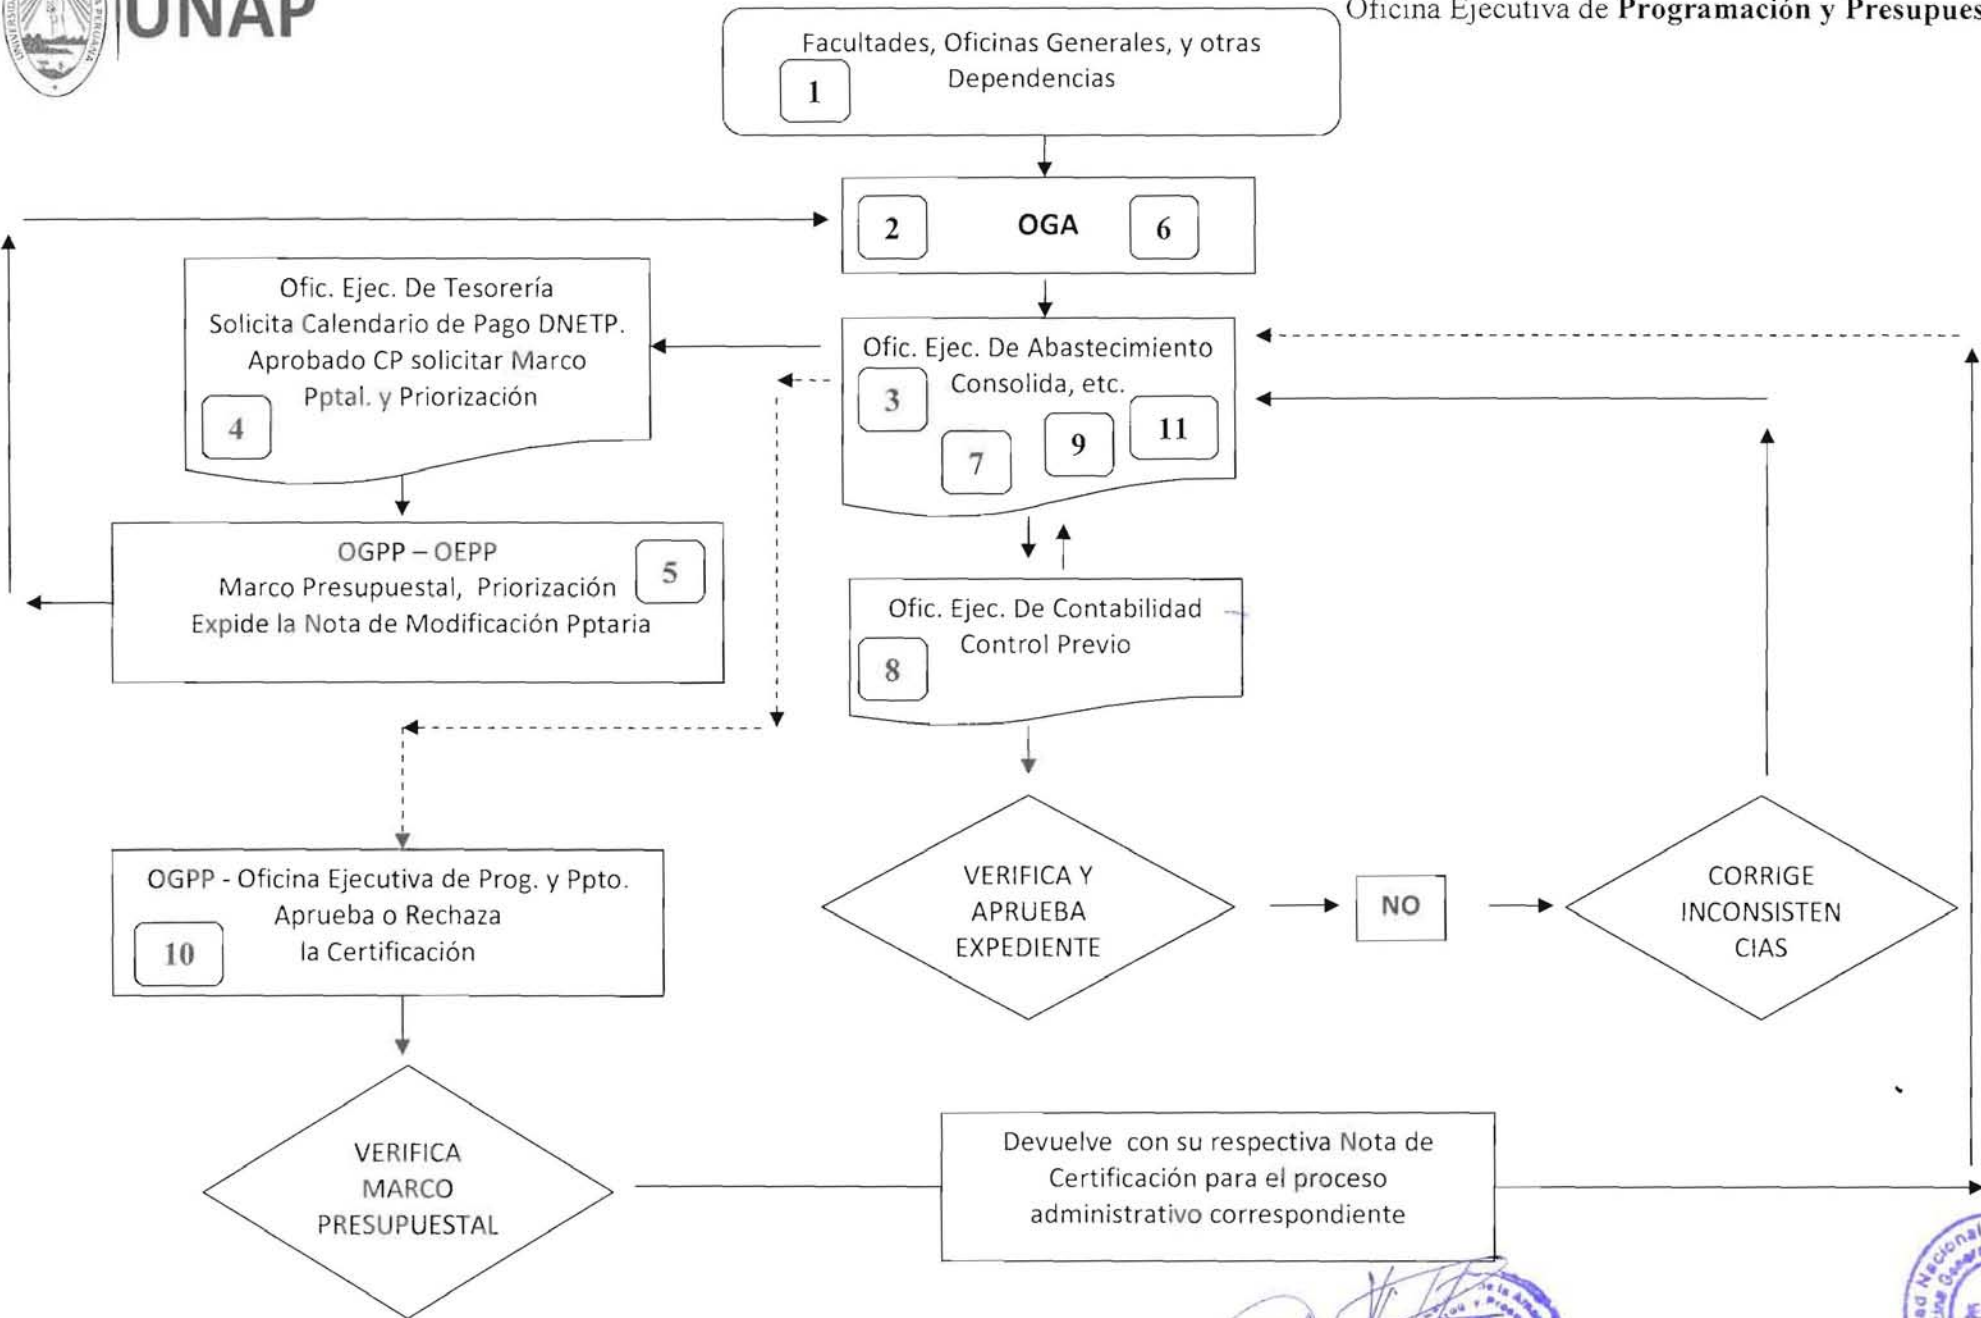 UNAP
Oficina Ejecutiva de Programación y
Facultades, Oficinas Generales, y otras
Dependencias
1
2
OGA
6
Ofic. Ejec. De Tesorería
Solicita Calendario de Pago DNETP.
Aprobado CP solicitar Marco
Pptal. y Priorización
4
Ofic. Ejec. De Abastecimiento
Consolida, etc.
3
7
9
11
OGPP – OEPP
Marco Presupuestal, Priorización
Expide la Nota de Modificación Pptaria
5
Ofic. Ejec. De Contabilidad
Control Previo
8
OGPP - Oficina Ejecutiva de Prog. y Ppto.
Aprueba o Rechaza
la Certificación
10
VERIFICA Y
APRUEBA
EXPEDIENTE
NO
CORRIGE
INCONSISTEN
CIAS
VERIFICA
MARCO
PRESUPUESTAL
Devuelve con su respectiva Nota de
Certificación para el proceso
administrativo correspondiente